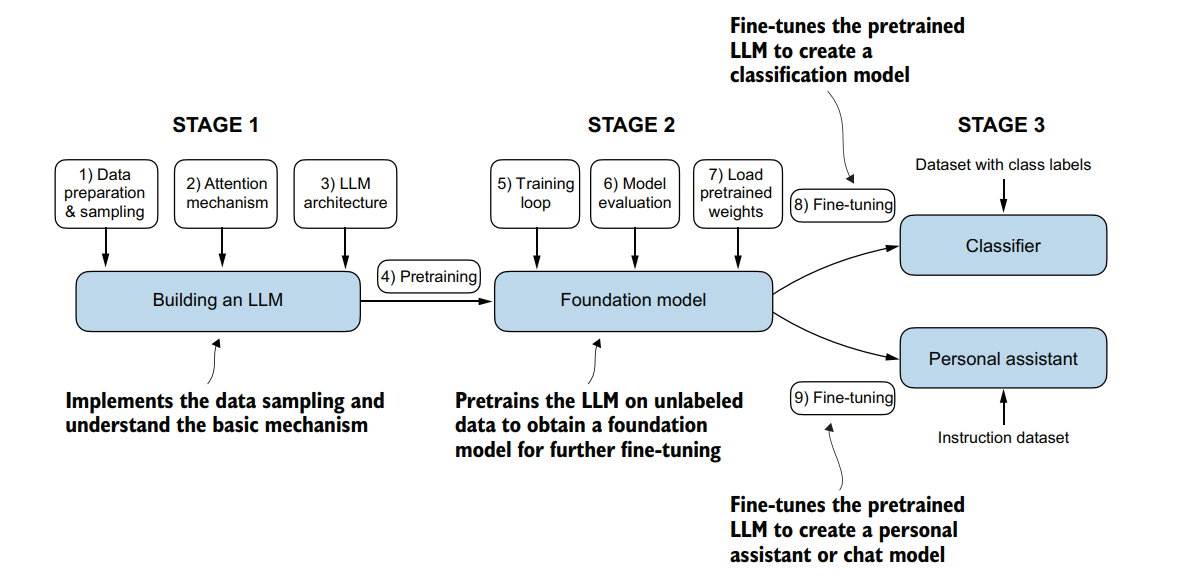 Fine-tunes the pretrained
LLM to create a
classification model
STAGE 1
STAGE 2
STAGE 3
1) Data
preparation
& sampling
2) Attention
mechanism
3) LLM
architecture
5) Training
loop
6) Model
evaluation
7) Load
pretrained
weights
Dataset with class labels
8) Fine-tuning
Classifier
4) Pretraining
Building an LLM
Foundation model
Personal assistant
Implements the data sampling and
understand the basic mechanism
Pretrains the LLM on unlabeled
data to obtain a foundation
model for further fine-tuning
9) Fine-tuning
Instruction dataset
Fine-tunes the pretrained
LLM to create a personal
assistant or chat model